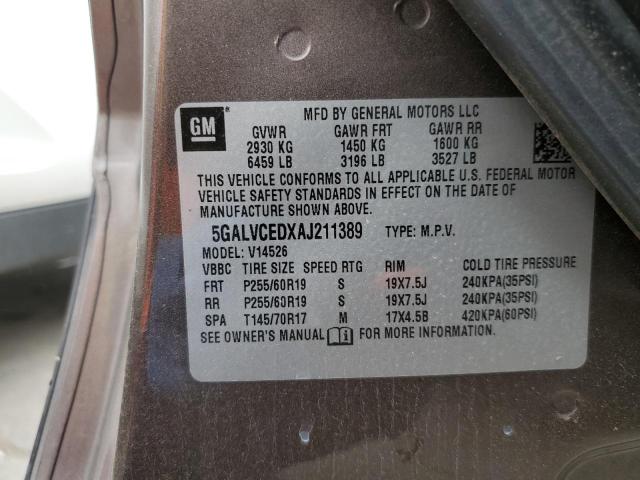 GM
MFD BY GENERAL MOTORS LLC
GVWR GAWR FRT GAWR RR
2930 KG 1450 KG 1600 KG
6459 LB 3196 LB 3527 LB
THIS VEHICLE CONFORMS TO ALL APPLICABLE U.S. FEDERAL MOTOR
VEHICLE SAFETY STANDARDS IN EFFECT ON THE DATE OF
MANUFACTURE SHOWN ABOVE.
5GALVCEDXAJ211389 TYPE: M.P.V.
MODEL: V14526
VBBC TIRE SIZE SPEED RTG RIM COLD TIRE PRESSURE
FRT P255/60R19 S 19X7.5J 240KPA(35PSI)
RR P255/60R19 S 19X7.5J 240KPA(35PSI)
SPA T145/70R17 M 17X4.5B 420KPA(60PSI)
SEE OWNER'S MANUAL FOR MORE INFORMATION.